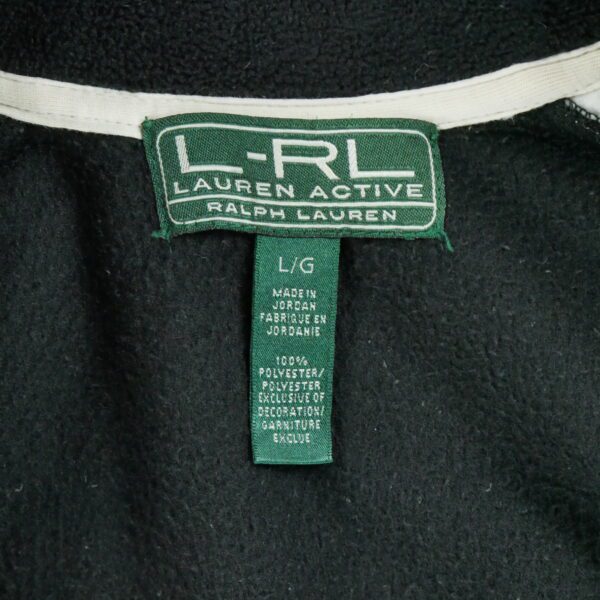 L-RL
LAUREN ACTIVE
RALPH LAUREN
L/G
MADE IN
JORDAN
FABRIQUE EN
JORDANIE
100%
POLYESTER/
POLYESTER
EXCLUSIVE OF
DECORATION/
GARNITURE
EXCLUE